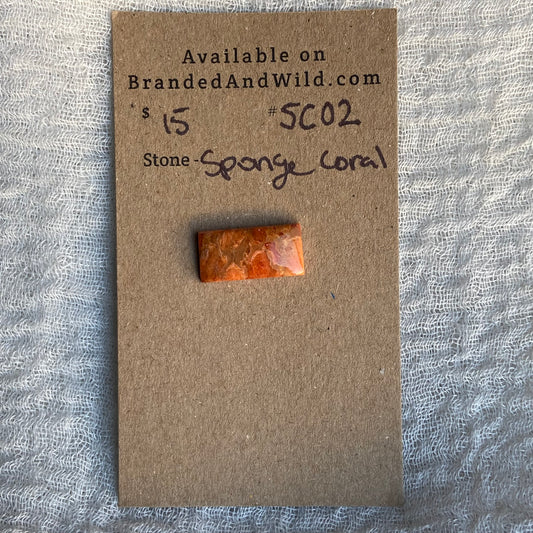 Available on
BrandedAndWild.com
$ 15 #SC02
Stone - Sponge Coral